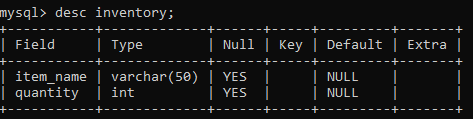 mysql> desc inventory;
+-----------+-------------+------+-----+---------+-------+
| Field     | Type        | Null | Key | Default | Extra |
+-----------+-------------+------+-----+---------+-------+
| item_name | varchar(50) | YES  |     | NULL    |       |
| quantity  | int         | YES  |     | NULL    |       |
+-----------+-------------+------+-----+---------+-------+